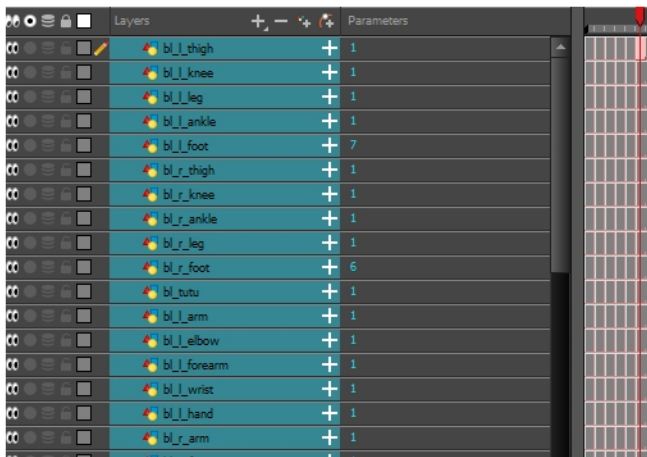 Layers Parameters
bl_l_thigh 1
bl_l_knee 1
bl_l_leg 1
bl_l_ankle 1
bl_l_foot 7
bl_r_thigh 1
bl_r_knee 1
bl_r_ankle 1
bl_r_leg 1
bl_r_foot 6
bl_tutu 1
bl_l_arm 1
bl_l_elbow 1
bl_l_forearm 1
bl_l_wrist 1
bl_l_hand 1
bl_r_arm 1